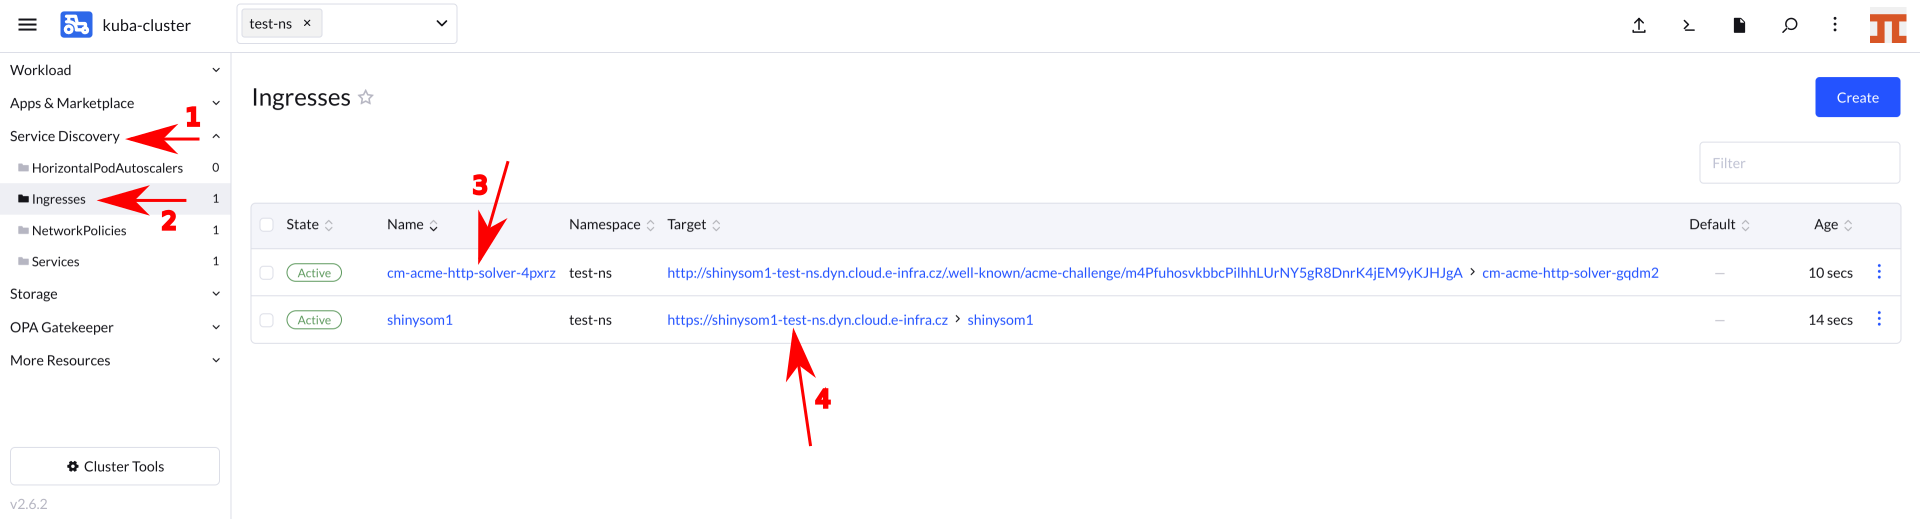 kuba-cluster test-ns ×
Workload
Apps & Marketplace
1
Service Discovery
HorizontalPodAutoscalers 0
Ingresses 1
2
NetworkPolicies 1
Services 1
Storage
OPA Gatekeeper
More Resources
Cluster Tools
v2.6.2
Ingresses
Create
Filter
3
State Name Namespace Target Default Age
Active cm-acme-http-solver-4pxrz test-ns http://shinysom1-test-ns.dyn.cloud.e-infra.cz/.well-known/acme-challenge/m4PfuhosvkbbcPilhhLUrNY5gR8DnrK4jEM9yKJHJgA > cm-acme-http-solver-gqdm2 — 10 secs
Active shinysom1 test-ns https://shinysom1-test-ns.dyn.cloud.e-infra.cz > shinysom1 — 14 secs
4